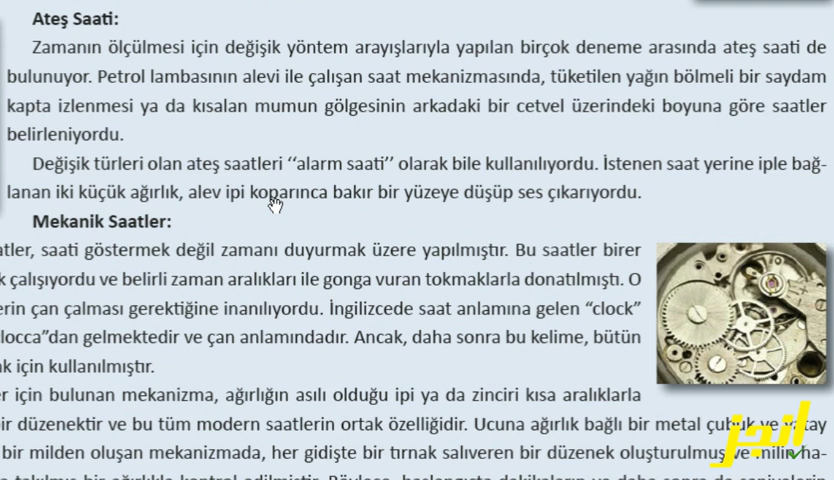 Ateş Saati:
Zamanın ölçülmesi için değişik yöntem arayışlarıyla yapılan birçok deneme arasında ateş saati de
bulunuyor. Petrol lambasının alevi ile çalışan saat mekanizmasında, tüketilen yağın bölmeli bir saydam
kapta izlenmesi ya da kısalan mumun gölgesinin arkadaki bir cetvel üzerindeki boyuna göre saatler
belirleniyordu.
Değişik türleri olan ateş saatleri ‘‘alarm saati’’ olarak bile kullanılıyordu. İstenen saat yerine iple bağ-
lanan iki küçük ağırlık, alev ipi koparınca bakır bir yüzeye düşüp ses çıkarıyordu.
Mekanik Saatler:
atler, saati göstermek değil zamanı duyurmak üzere yapılmıştır. Bu saatler birer
k çalışıyordu ve belirli zaman aralıkları ile gonga vuran tokmaklarla donatılmıştı. O
erin çan çalması gerektiğine inanılıyordu. İngilizcede saat anlamına gelen “clock”
locca”dan gelmektedir ve çan anlamındadır. Ancak, daha sonra bu kelime, bütün
ak için kullanılmıştır.
er için bulunan mekanizma, ağırlığın asılı olduğu ipi ya da zinciri kısa aralıklarla
ir düzenektir ve bu tüm modern saatlerin ortak özelliğidir. Ucuna ağırlık bağlı bir metal çubuk ve yatay
bir milden oluşan mekanizmada, her gidişte bir tırnak salıveren bir düzenek oluşturulmuş ve milin ha-
انجز